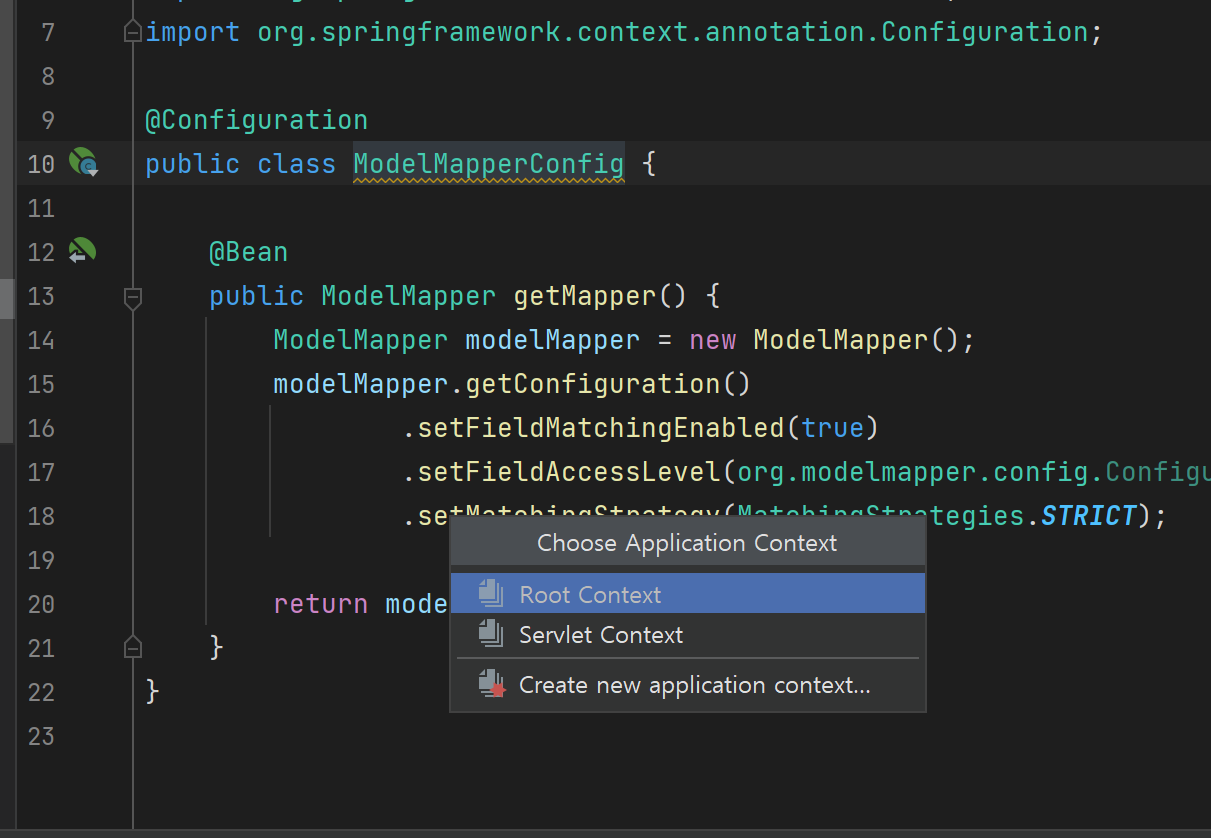 7 import org.springframework.context.annotation.Configuration;
8
9 @Configuration
10 public class ModelMapperConfig {
11
12 @Bean
13 public ModelMapper getMapper() {
14 ModelMapper modelMapper = new ModelMapper();
15 modelMapper.getConfiguration()
16 .setFieldMatchingEnabled(true)
17 .setFieldAccessLevel(org.modelmapper.config.Configu
18 .setMatchingStrategy(MatchingStrategies.STRICT);
19
20 return mode
21 }
22 }
23
Choose Application Context
Root Context
Servlet Context
Create new application context...